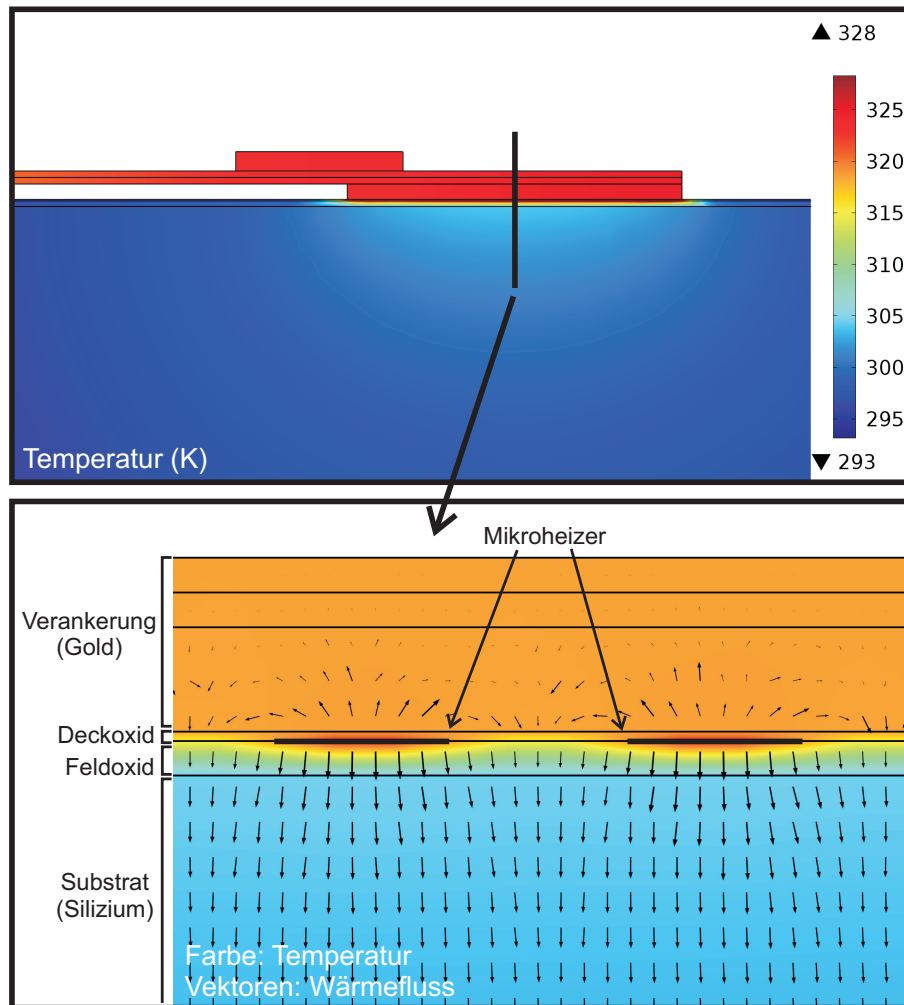 ▲ 328
325
320
315
310
305
300
295
▼ 293
Temperatur (K)
Mikroheizer
Verankerung
(Gold)
Deckoxid
Feldoxid
Substrat
(Silizium)
Farbe: Temperatur
Vektoren: Wärmefluss